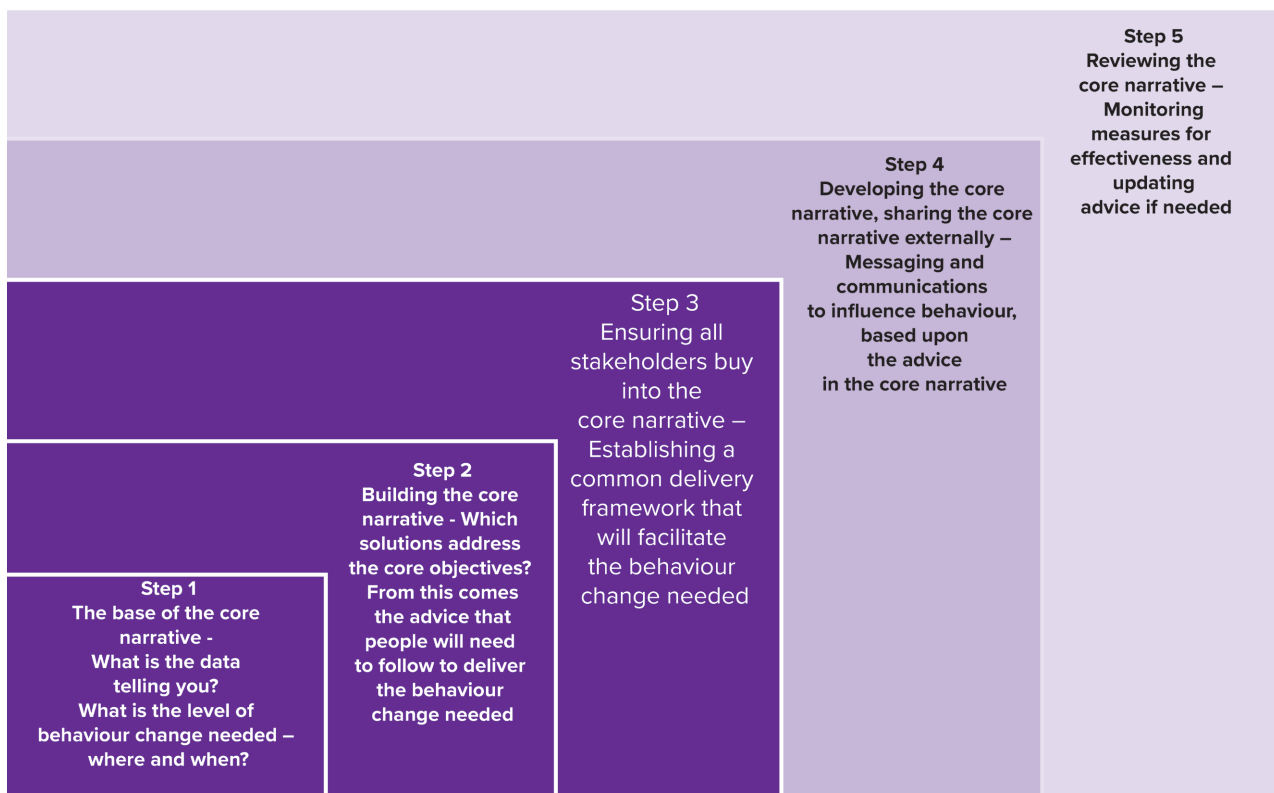 Step 1
The base of the core
narrative -
What is the data
telling you?
What is the level of
behaviour change needed –
where and when?
Step 2
Building the core
narrative - Which
solutions address
the core objectives?
From this comes
the advice that
people will need
to follow to deliver
the behaviour
change needed
Step 3
Ensuring all
stakeholders buy
into the
core narrative –
Establishing a
common delivery
framework that
will facilitate
the behaviour
change needed
Step 4
Developing the core
narrative, sharing the core
narrative externally –
Messaging and
communications
to influence behaviour,
based upon
the advice
in the core narrative
Step 5
Reviewing the
core narrative –
Monitoring
measures for
effectiveness and
updating
advice if needed